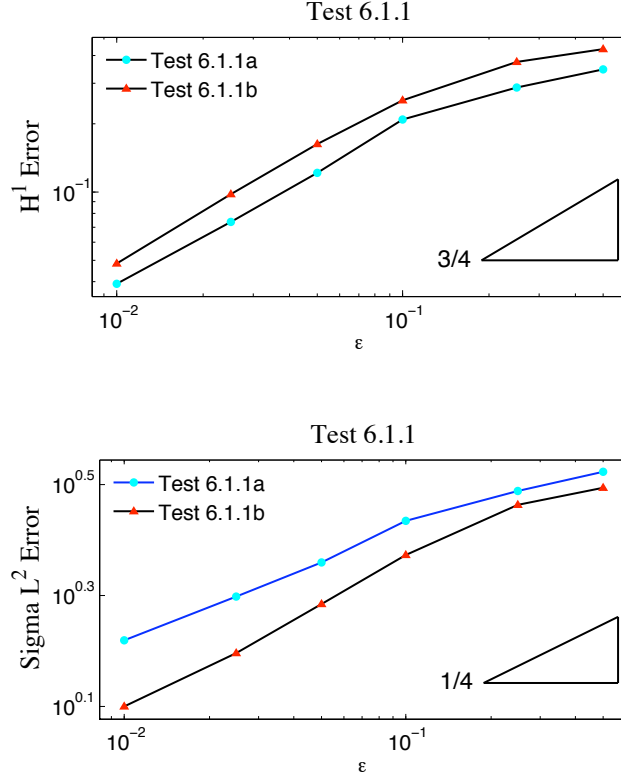 Test 6.1.1
Test 6.1.1a
Test 6.1.1b
H¹ Error
10⁻¹
3/4
10⁻² 10⁻¹
ε
Test 6.1.1
10^0.5
Test 6.1.1a
Test 6.1.1b
Sigma L² Error
10^0.3
1/4
10^0.1
10⁻² 10⁻¹
ε